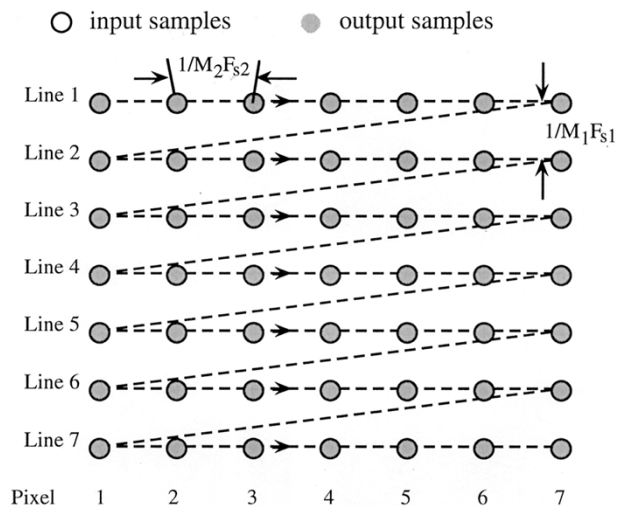 input samples output samples
1/M₂Fs2
Line 1
1/M₁Fs1
Line 2
Line 3
Line 4
Line 5
Line 6
Line 7
Pixel 1 2 3 4 5 6 7